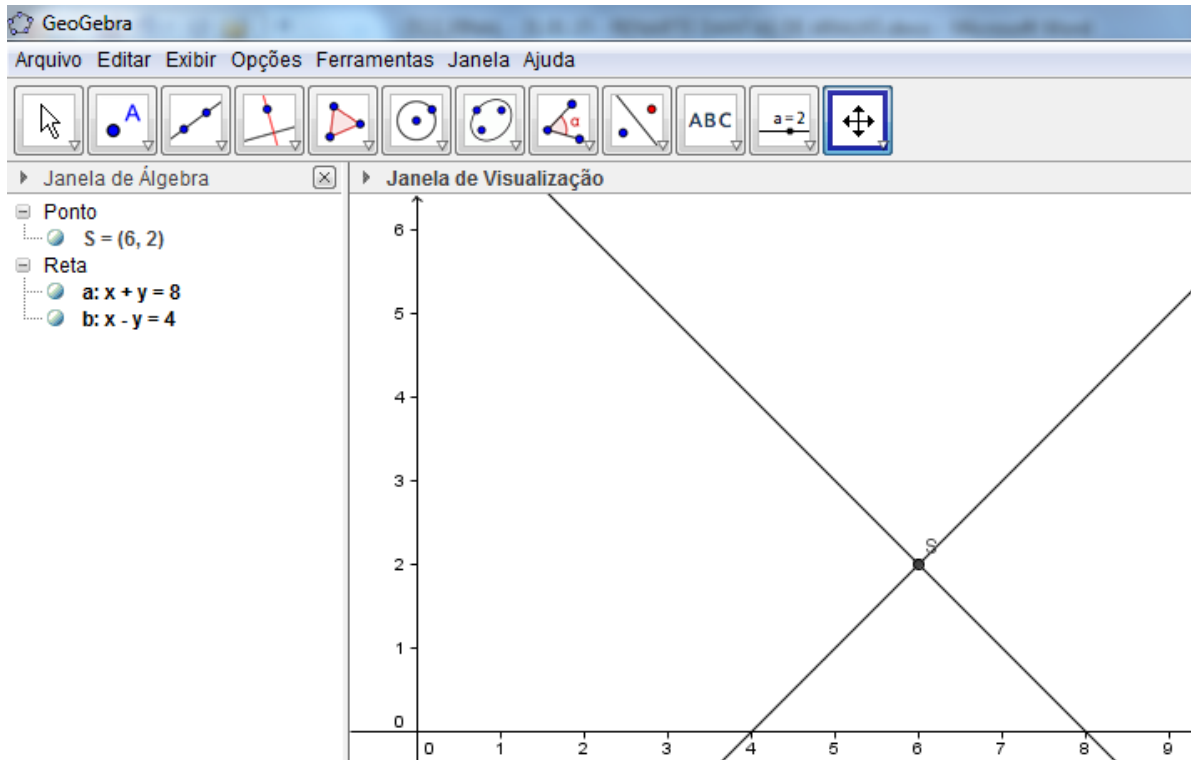 GeoGebra
Arquivo Editar Exibir Opções Ferramentas Janela Ajuda
A
α
ABC
a = 2
Janela de Álgebra
Janela de Visualização
Ponto
S = (6, 2)
Reta
a: x + y = 8
b: x - y = 4
6
5
4
3
2
1
0
S
0 1 2 3 4 5 6 7 8 9